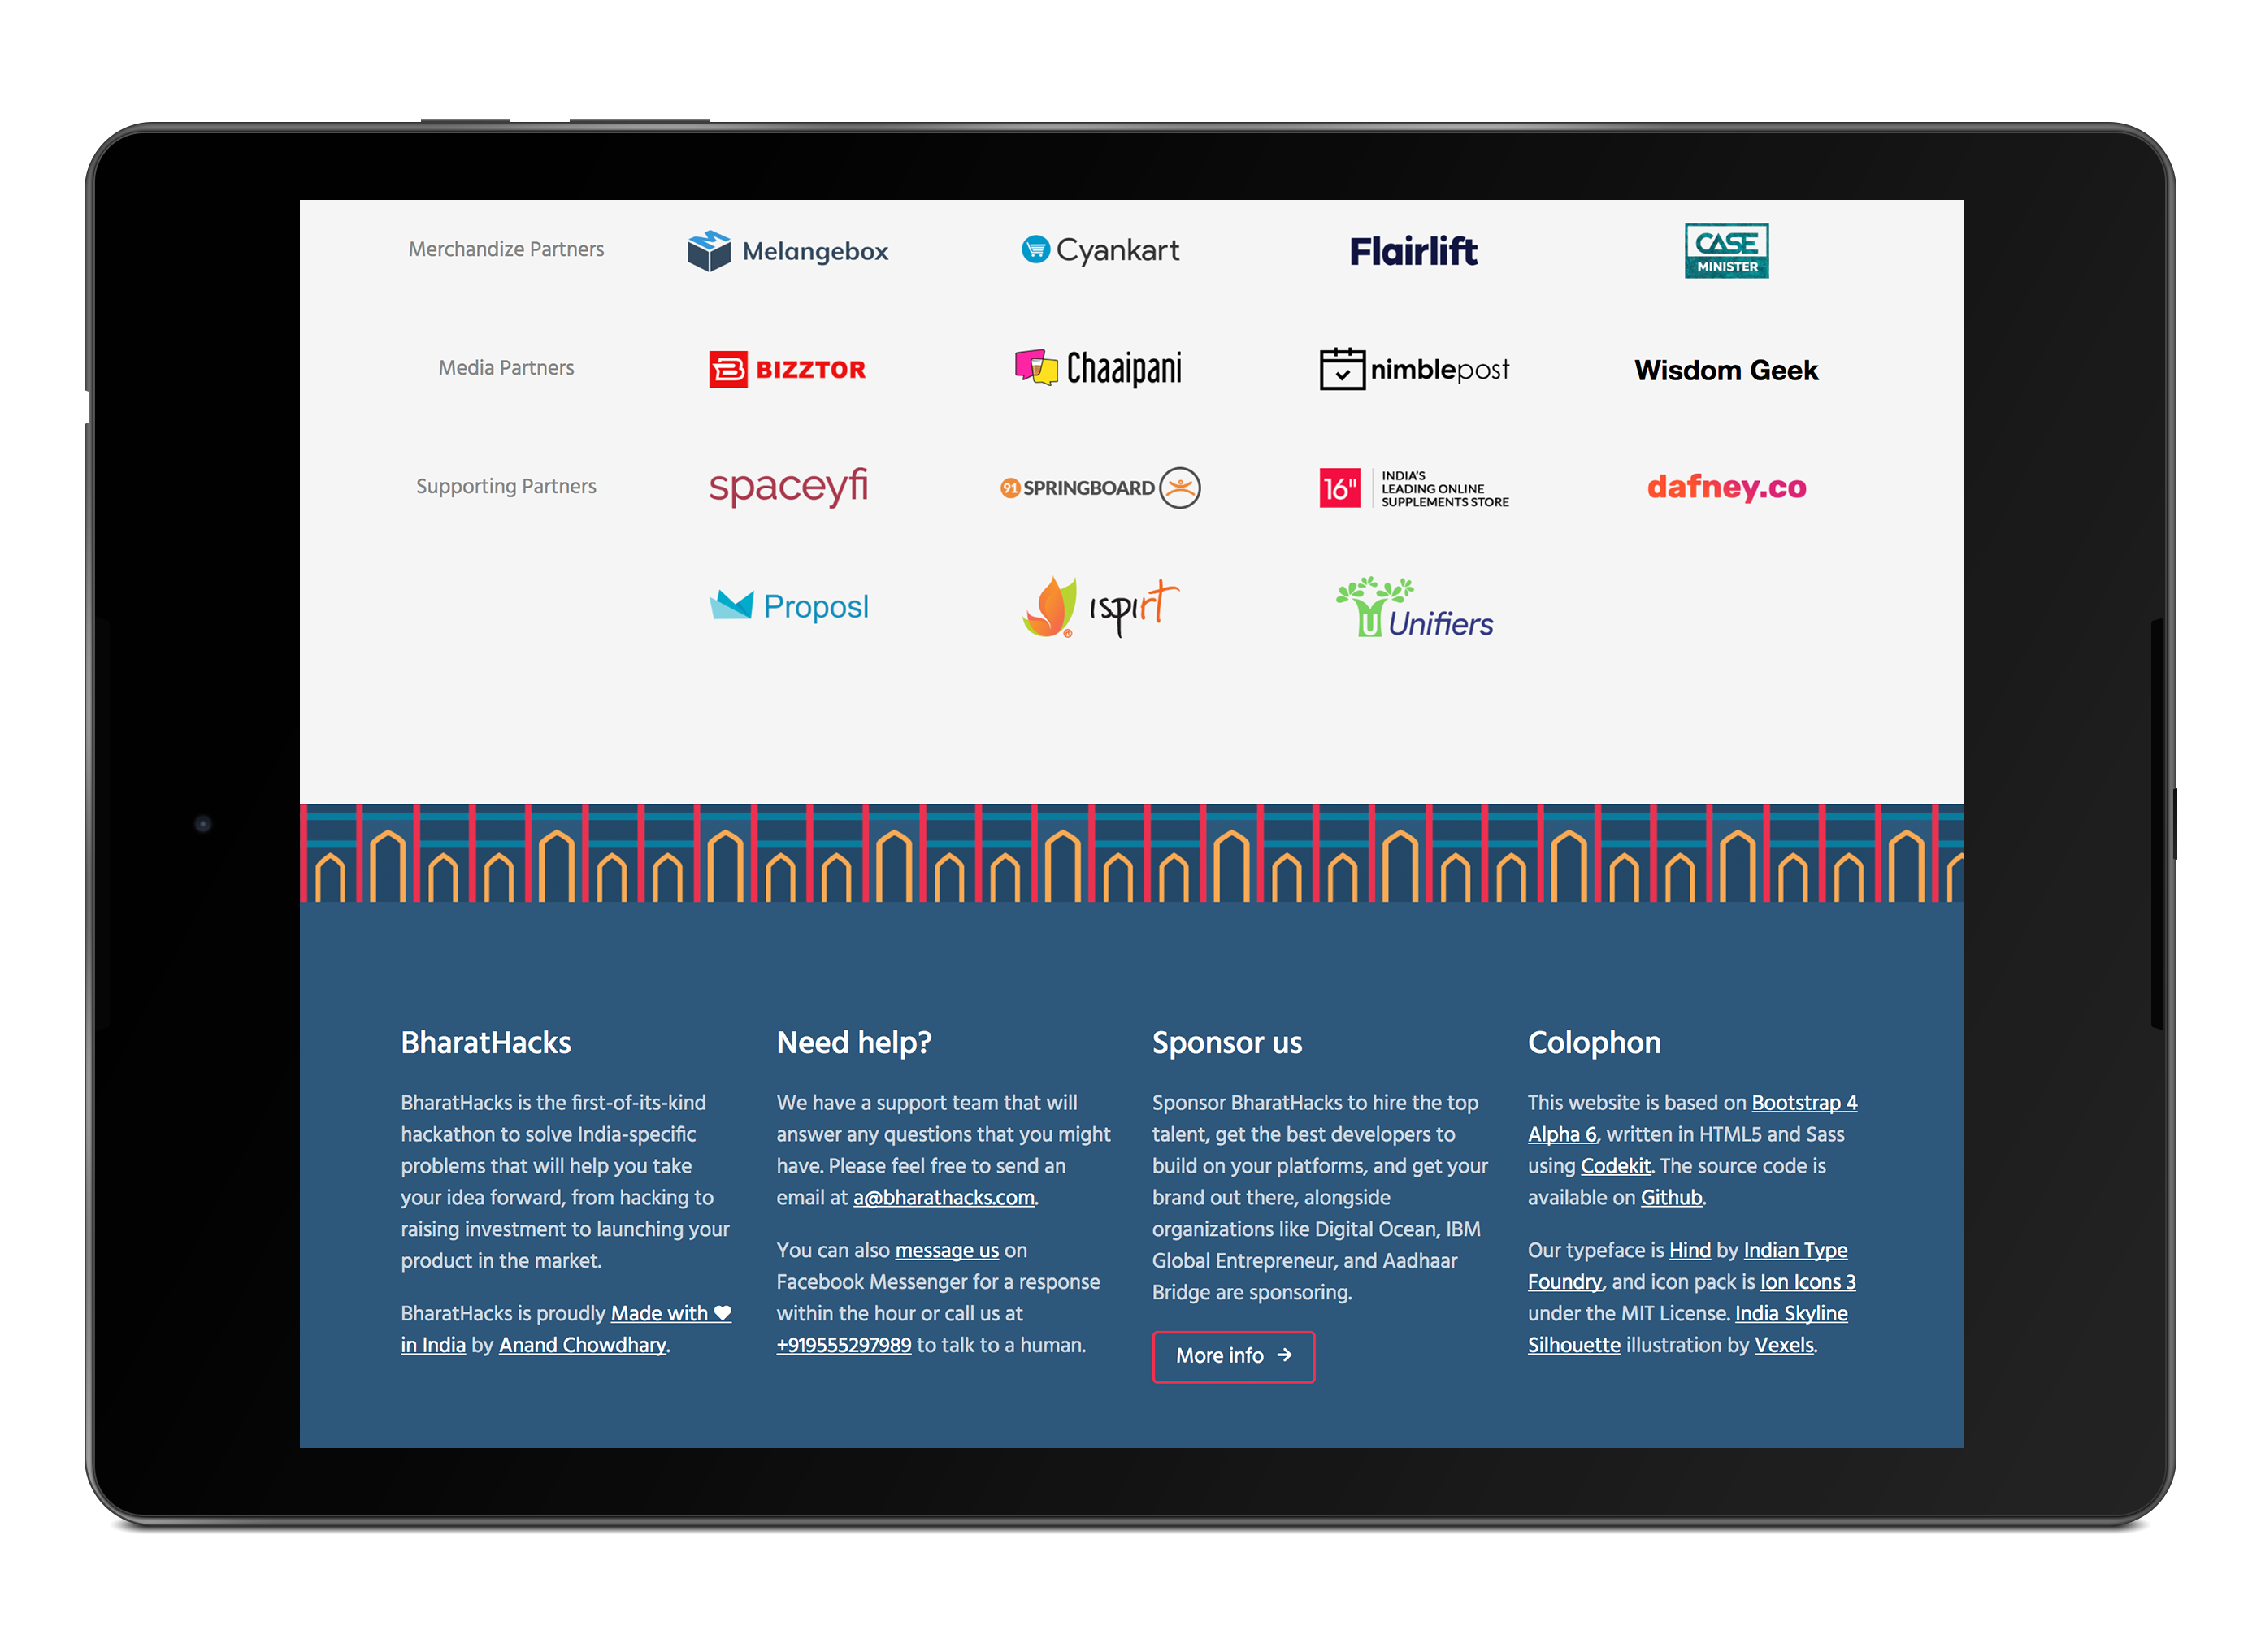 Merchandize Partners
Melangebox
Cyankart
Flairlift
CASE
MINISTER
Media Partners
BIZZTOR
Chaaipani
nimblepost
Wisdom Geek
Supporting Partners
spaceyfi
91 SPRINGBOARD
16"
INDIA'S
LEADING ONLINE
SUPPLEMENTS STORE
dafney.co
Proposl
ispirt
®
U Unifiers
BharatHacks
BharatHacks is the first-of-its-kind
hackathon to solve India-specific
problems that will help you take
your idea forward, from hacking to
raising investment to launching your
product in the market.
BharatHacks is proudly Made with ♥
in India by Anand Chowdhary.
Need help?
We have a support team that will
answer any questions that you might
have. Please feel free to send an
email at a@bharathacks.com.
You can also message us on
Facebook Messenger for a response
within the hour or call us at
+919555297989 to talk to a human.
Sponsor us
Sponsor BharatHacks to hire the top
talent, get the best developers to
build on your platforms, and get your
brand out there, alongside
organizations like Digital Ocean, IBM
Global Entrepreneur, and Aadhaar
Bridge are sponsoring.
More info →
Colophon
This website is based on Bootstrap 4
Alpha 6, written in HTML5 and Sass
using Codekit. The source code is
available on Github.
Our typeface is Hind by Indian Type
Foundry, and icon pack is Ion Icons 3
under the MIT License. India Skyline
Silhouette illustration by Vexels.